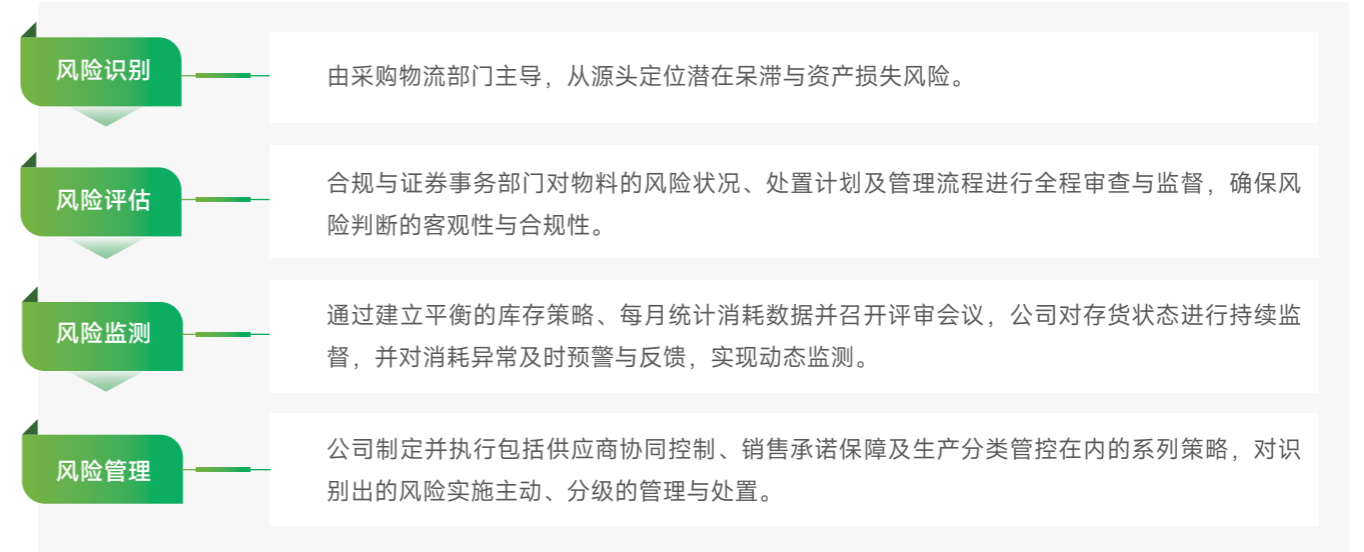 风险识别
由采购物流部门主导，从源头定位潜在呆滞与资产损失风险。
风险评估
合规与证券事务部门对物料的风险状况、处置计划及管理流程进行全程审查与监督，确保风
险判断的客观性与合规性。
风险监测
通过建立平衡的库存策略、每月统计消耗数据并召开评审会议，公司对存货状态进行持续监
督，并对消耗异常及时预警与反馈，实现动态监测。
风险管理
公司制定并执行包括供应商协同控制、销售承诺保障及生产分类管控在内的系列策略，对识
别出的风险实施主动、分级的管理与处置。